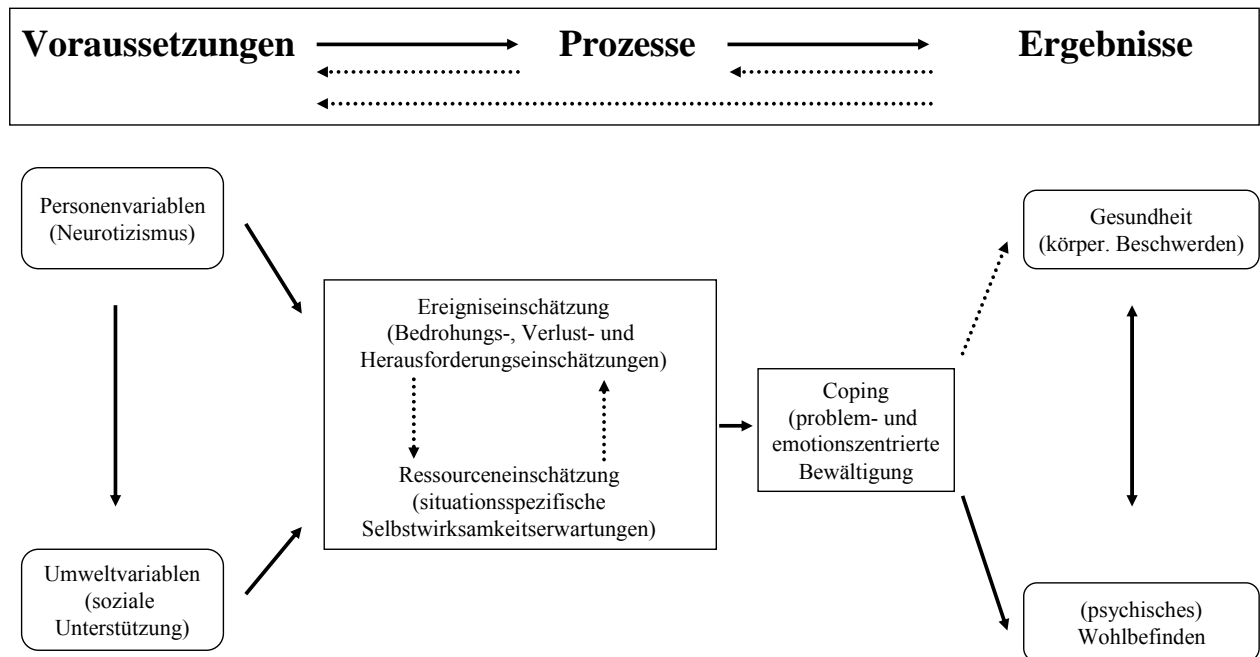 Voraussetzungen
Prozesse
Ergebnisse
Personenvariablen
(Neurotizismus)
Umweltvariablen
(soziale
Unterstützung)
Ereigniseinschätzung
(Bedrohungs-, Verlust- und
Herausforderungseinschätzungen)
Ressourceneinschätzung
(situationsspezifische
Selbstwirksamkeitserwartungen)
Coping
(problem- und
emotionszentrierte
Bewältigung
Gesundheit
(körper. Beschwerden)
(psychisches)
Wohlbefinden